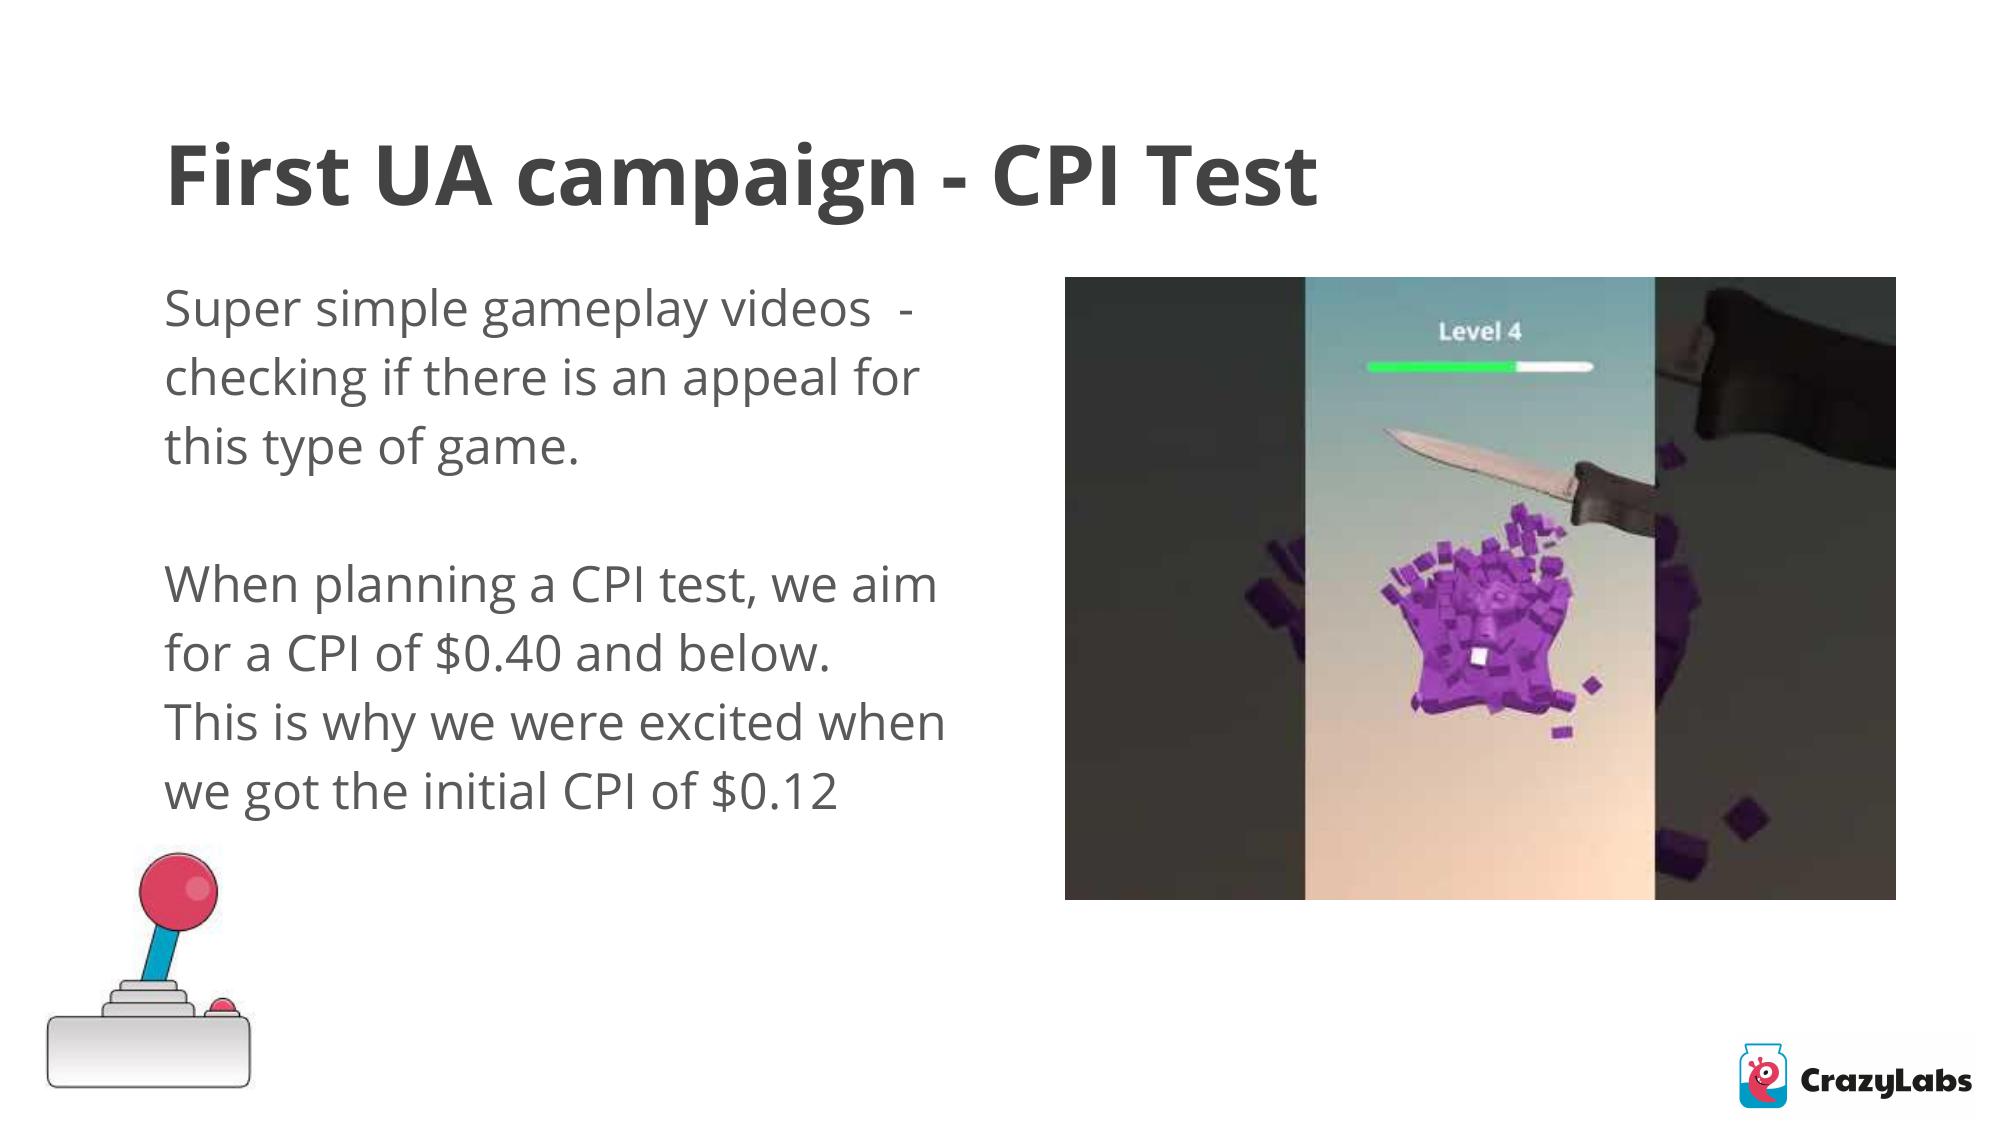 First UA campaign - CPI Test
Super simple gameplay videos  -
checking if there is an appeal for
this type of game.
When planning a CPI test, we aim
for a CPI of $0.40 and below.
This is why we were excited when
we got the initial CPI of $0.12
Level 4
CrazyLabs